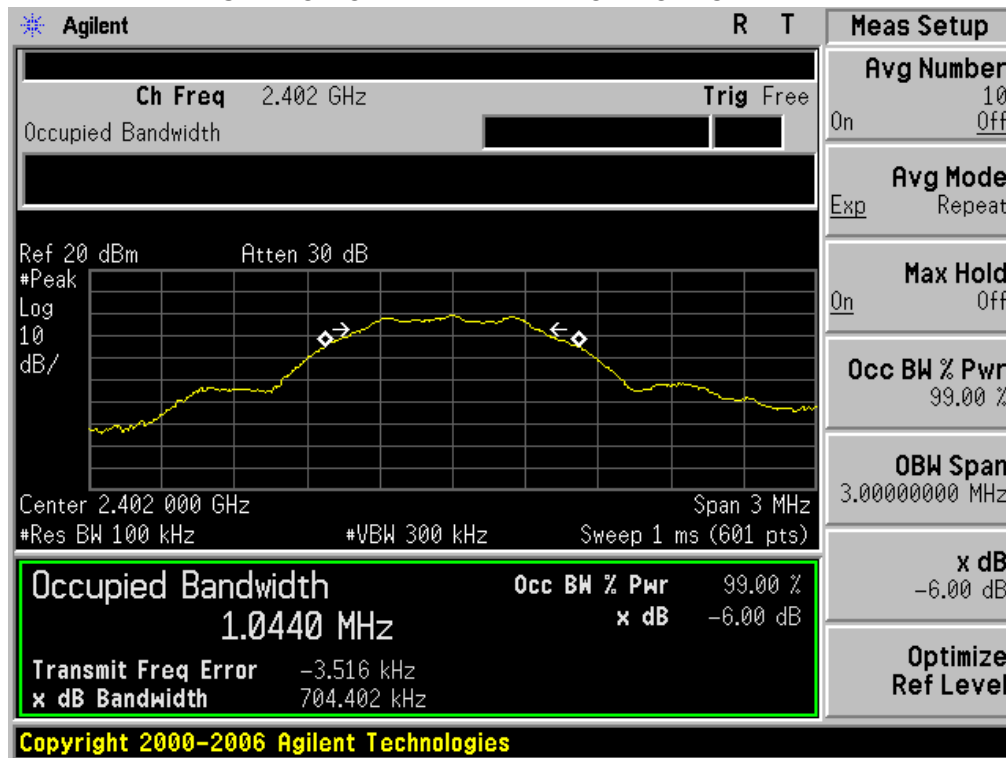 Agilent R T
Ch Freq 2.402 GHz Trig Free
Occupied Bandwidth
Ref 20 dBm Atten 30 dB
#Peak
Log
10
dB/
Center 2.402 000 GHz Span 3 MHz
#Res BW 100 kHz #VBW 300 kHz Sweep 1 ms (601 pts)
Occupied Bandwidth
1.0440 MHz
Occ BW % Pwr 99.00 %
x dB -6.00 dB
Transmit Freq Error -3.516 kHz
x dB Bandwidth 704.402 kHz
Copyright 2000-2006 Agilent Technologies
Meas Setup
Avg Number
10
On Off
Avg Mode
Exp Repeat
Max Hold
On Off
Occ BW % Pwr
99.00 %
OBW Span
3.00000000 MHz
x dB
-6.00 dB
Optimize
Ref Level